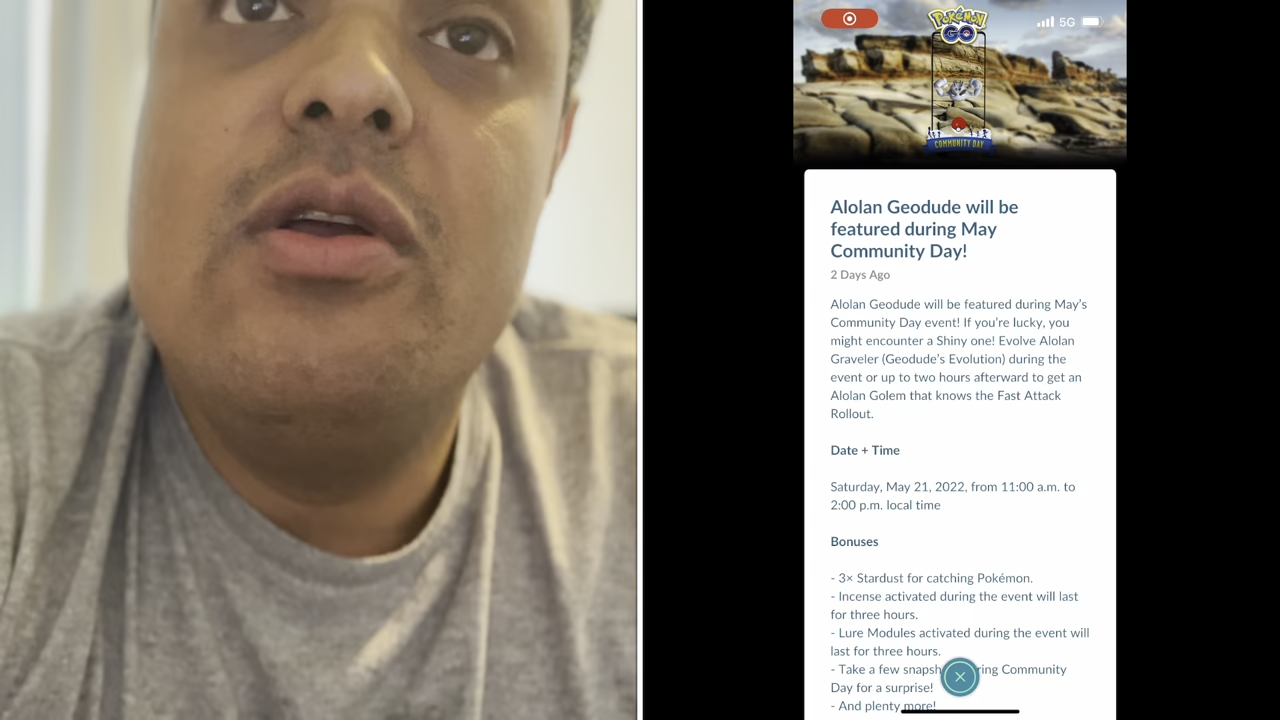 POKÉMON
GO
5G
COMMUNITY DAY
Alolan Geodude will be
featured during May
Community Day!
2 Days Ago
Alolan Geodude will be featured during May's
Community Day event! If you're lucky, you
might encounter a Shiny one! Evolve Alolan
Graveler (Geodude's Evolution) during the
event or up to two hours afterward to get an
Alolan Golem that knows the Fast Attack
Rollout.
Date + Time
Saturday, May 21, 2022, from 11:00 a.m. to
2:00 p.m. local time
Bonuses
- 3× Stardust for catching Pokémon.
- Incense activated during the event will last
for three hours.
- Lure Modules activated during the event will
last for three hours.
- Take a few Community
Day for a surprise!
- And plenty more!